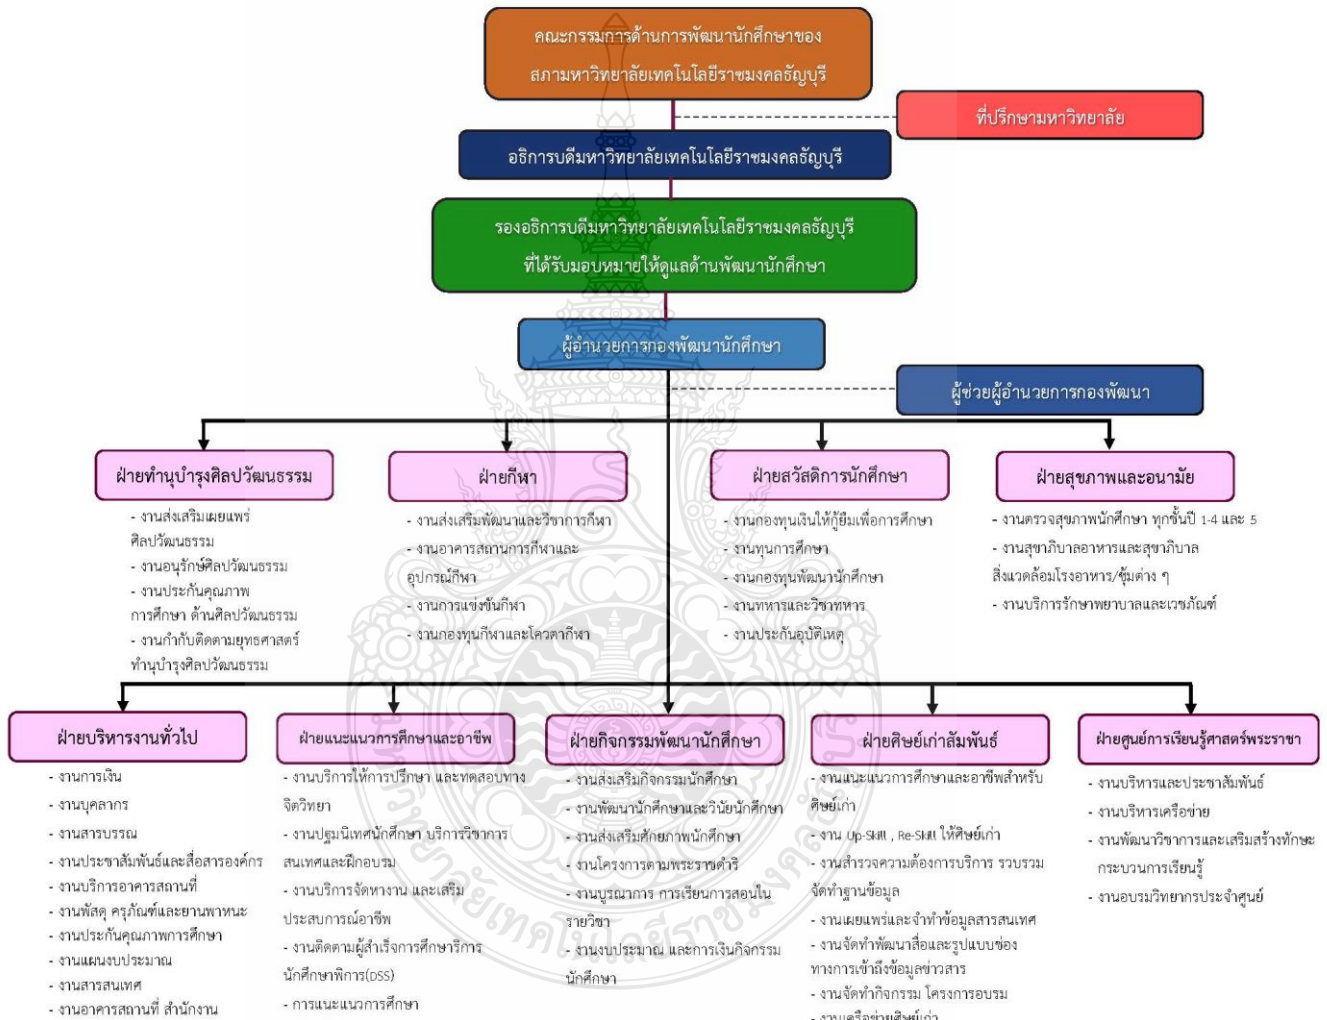 คณะกรรมการด้านการพัฒนานักศึกษาของ
สภามหาวิทยาลัยเทคโนโลยีราชมงคลธัญบุรี
ที่ปรึกษามหาวิทยาลัย
อธิการบดีมหาวิทยาลัยเทคโนโลยีราชมงคลธัญบุรี
รองอธิการบดีมหาวิทยาลัยเทคโนโลยีราชมงคลธัญบุรี
ที่ได้รับมอบหมายให้ดูแลด้านพัฒนานักศึกษา
ผู้อำนวยการกองพัฒนานักศึกษา
ผู้ช่วยผู้อำนวยการกองพัฒนา
ฝ่ายทำนุบำรุงศิลปวัฒนธรรม
- งานส่งเสริมเผยแพร่
ศิลปวัฒนธรรม
- งานอนุรักษ์ศิลปวัฒนธรรม
- งานประกันคุณภาพ
การศึกษา ด้านศิลปวัฒนธรรม
- งานกำกับติดตามยุทธศาสตร์
ทำนุบำรุงศิลปวัฒนธรรม
ฝ่ายกีฬา
- งานส่งเสริมพัฒนาและวิชาการกีฬา
- งานอาคารสถานการกีฬาและ
อุปกรณ์กีฬา
- งานการแข่งขันกีฬา
- งานกองทุนกีฬาและโควตากีฬา
ฝ่ายสวัสดิการนักศึกษา
- งานกองทุนเงินให้กู้ยืมเพื่อการศึกษา
- งานทุนการศึกษา
- งานกองทุนพัฒนานักศึกษา
- งานทหารและวิชาทหาร
- งานประกันอุบัติเหตุ
ฝ่ายสุขภาพและอนามัย
- งานตรวจสุขภาพนักศึกษา ทุกชั้นปี 1-4 และ 5
- งานสุขาภิบาลอาหารและสุขาภิบาล
สิ่งแวดล้อมโรงอาหาร/ซุ้มต่าง ๆ
- งานบริการรักษาพยาบาลและเวชภัณฑ์
ฝ่ายบริหารงานทั่วไป
- งานการเงิน
- งานบุคลากร
- งานสารบรรณ
- งานประชาสัมพันธ์และสื่อสารองค์กร
- งานบริการอาคารสถานที่
- งานพัสดุ ครุภัณฑ์และยานพาหนะ
- งานประกันคุณภาพการศึกษา
- งานแผนงบประมาณ
- งานสารสนเทศ
- งานอาคารสถานที่ สำนักงาน
ฝ่ายแนะแนวการศึกษาและอาชีพ
- งานบริการให้การปรึกษา และทดสอบทาง
จิตวิทยา
- งานปฐมนิเทศนักศึกษา บริการวิชาการ
สนเทศและฝึกอบรม
- งานบริการจัดหางาน และเสริม
ประสบการณ์อาชีพ
- งานติดตามผู้สำเร็จการศึกษาริการ
นักศึกษาพิการ(DSS)
- การแนะแนวการศึกษา
ฝ่ายกิจกรรมพัฒนานักศึกษา
- งานส่งเสริมกิจกรรมนักศึกษา
- งานพัฒนานักศึกษาและวินัยนักศึกษา
- งานส่งเสริมศักยภาพนักศึกษา
- งานโครงการตามพระราชดำริ
- งานบูรณาการ การเรียนการสอนใน
รายวิชา
- งานงบประมาณ และการเงินกิจกรรม
นักศึกษา
ฝ่ายศิษย์เก่าสัมพันธ์
- งานแนะแนวการศึกษาและอาชีพสำหรับ
ศิษย์เก่า
- งาน Up-Skill , Re-Skill ให้ศิษย์เก่า
- งานสำรวจความต้องการบริการ รวบรวม
จัดทำฐานข้อมูล
- งานเผยแพร่และจำทำข้อมูลสารสนเทศ
- งานจัดทำพัฒนาสื่อและรูปแบบช่อง
ทางการเข้าถึงข้อมูลข่าวสาร
- งานจัดทำกิจกรรม โครงการอบรม
- งานเครือข่ายศิษย์เก่า
ฝ่ายศูนย์การเรียนรู้ศาสตร์พระราชา
- งานบริหารและประชาสัมพันธ์
- งานบริหารเครือข่าย
- งานพัฒนาวิชาการและเสริมสร้างทักษะ
กระบวนการเรียนรู้
- งานอบรมวิทยากรประจำศูนย์
มหาวิทยาลัยเทคโนโลยีราชมงคลธัญบุรี